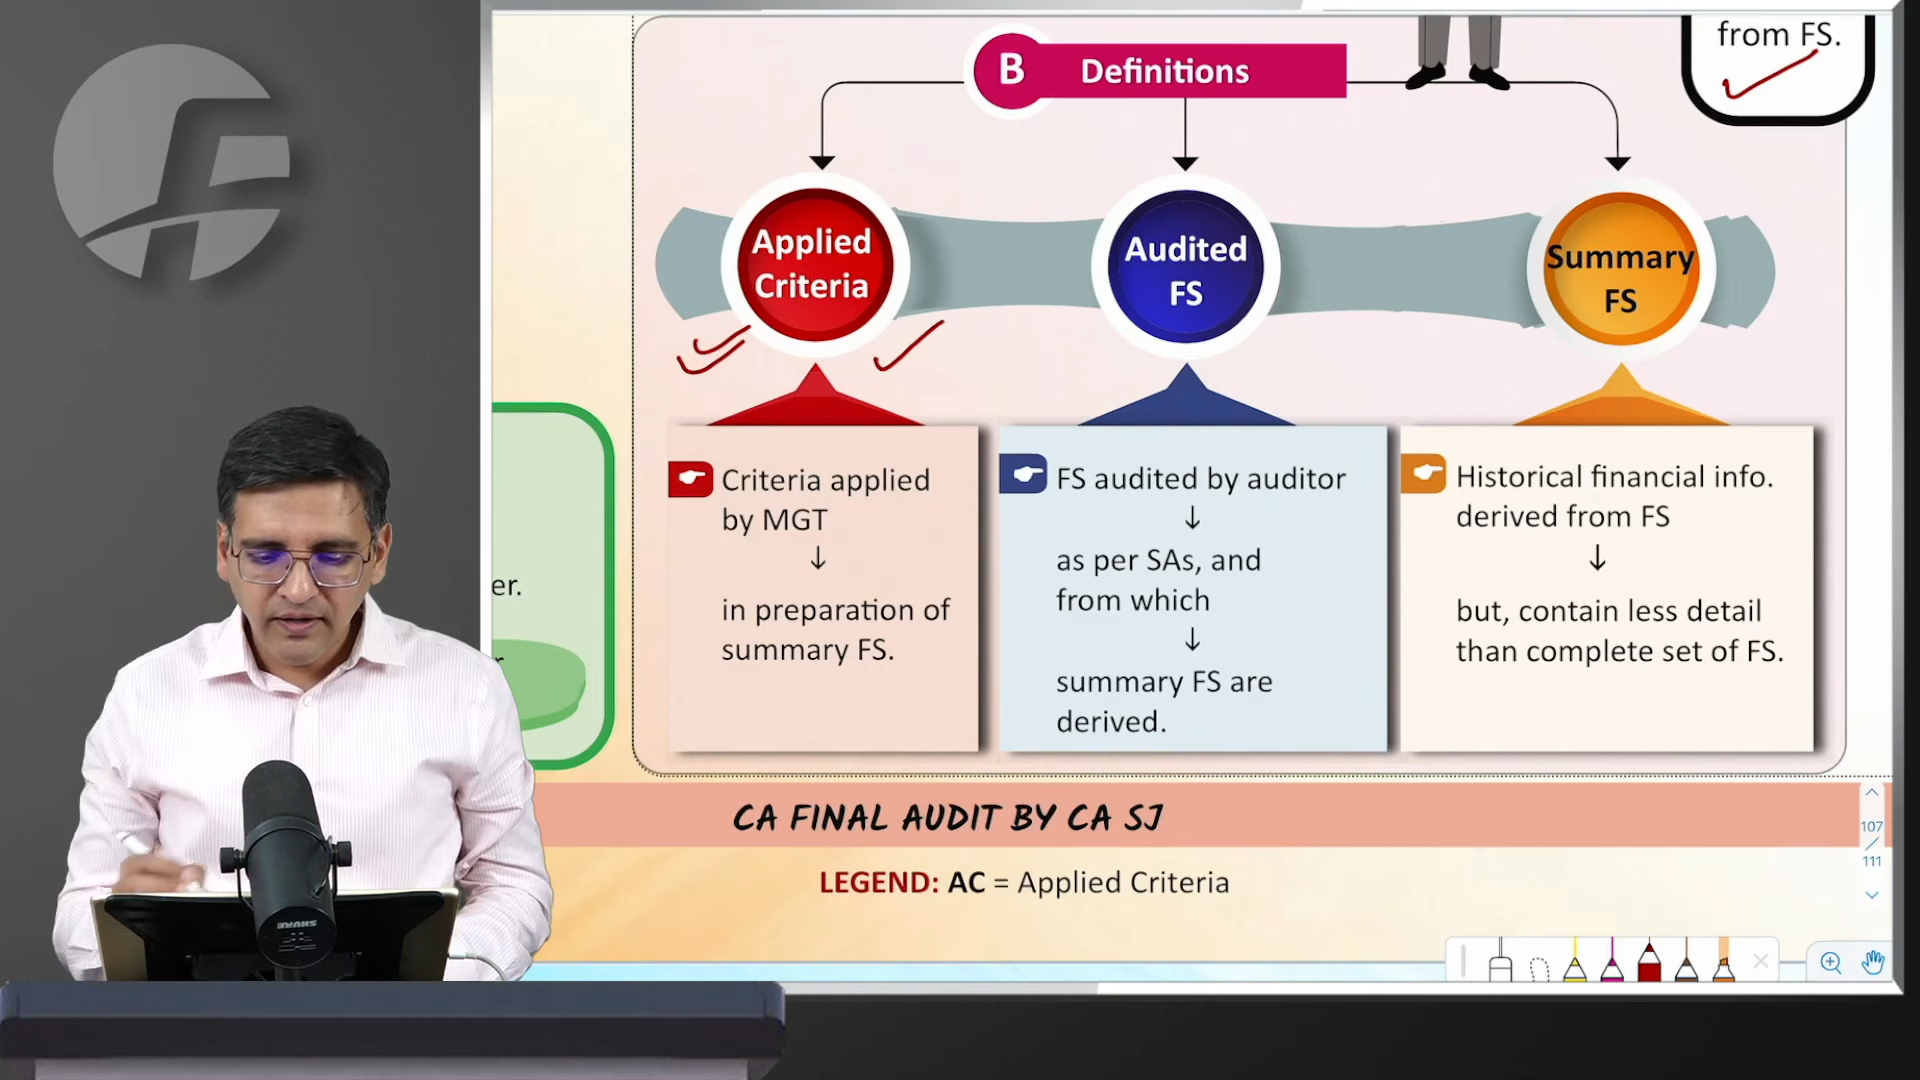 from FS.
B Definitions
Applied
Criteria
Audited
FS
Summary
FS
Criteria applied
by MGT
↓
in preparation of
summary FS.
FS audited by auditor
↓
as per SAs, and
from which
↓
summary FS are
derived.
Historical financial info.
derived from FS
↓
but, contain less detail
than complete set of FS.
er.
CA FINAL AUDIT BY CA SJ
LEGEND: AC = Applied Criteria
107
/
111
SHURE